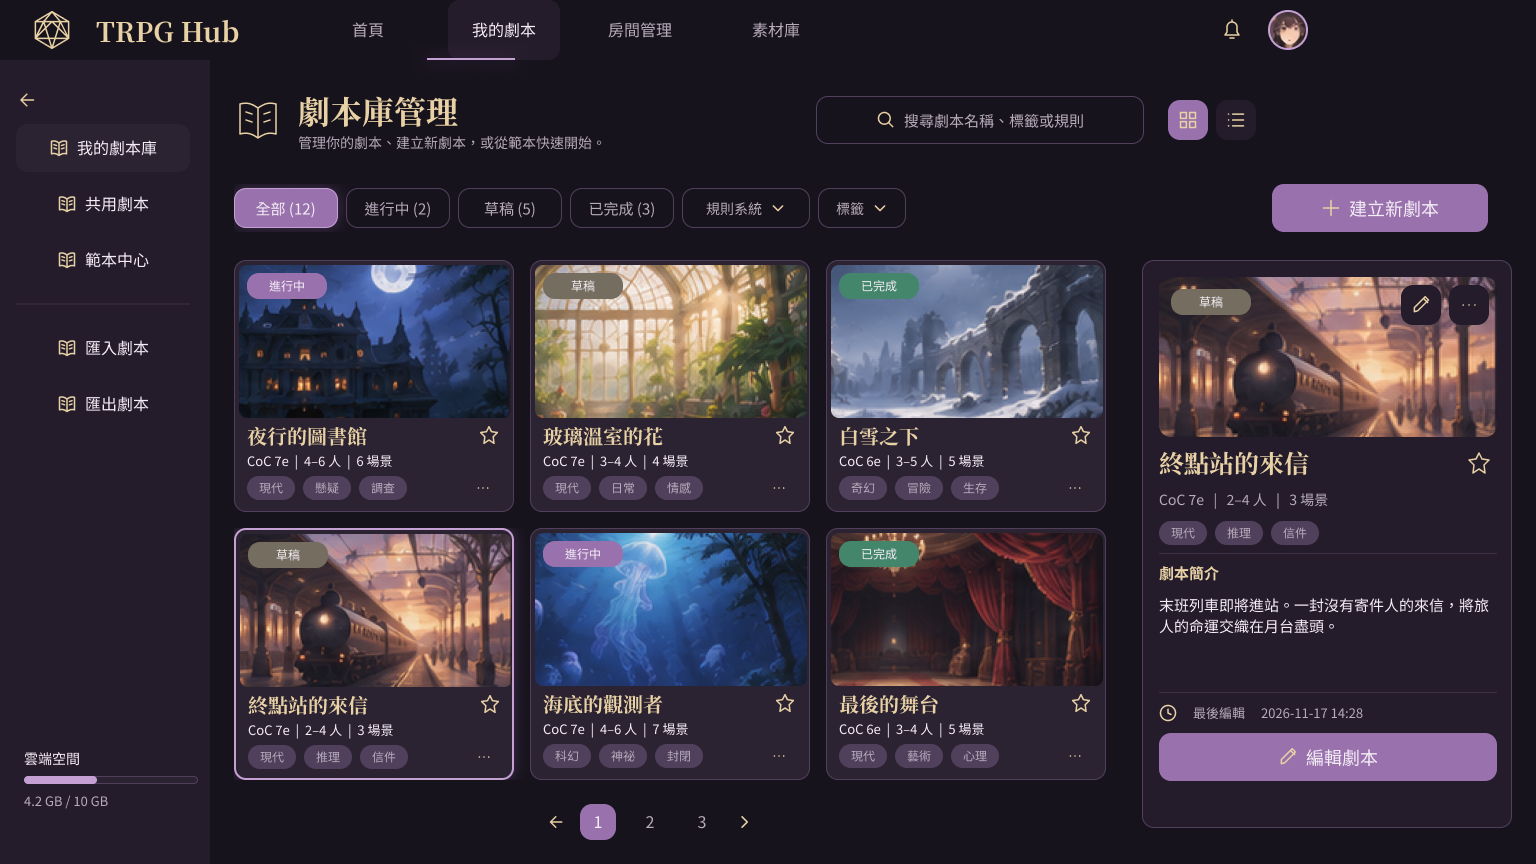 TRPG Hub
首頁
我的劇本
房間管理
素材庫
我的劇本庫
共用劇本
範本中心
匯入劇本
匯出劇本
雲端空間
4.2 GB / 10 GB
劇本庫管理
管理你的劇本、建立新劇本，或從範本快速開始。
搜尋劇本名稱、標籤或規則
全部 (12)
進行中 (2)
草稿 (5)
已完成 (3)
規則系統
標籤
建立新劇本
進行中
夜行的圖書館
CoC 7e | 4–6 人 | 6 場景
現代
懸疑
調查
···
草稿
玻璃溫室的花
CoC 7e | 3–4 人 | 4 場景
現代
日常
情感
···
已完成
白雪之下
CoC 6e | 3–5 人 | 5 場景
奇幻
冒險
生存
···
草稿
終點站的來信
CoC 7e | 2–4 人 | 3 場景
現代
推理
信件
···
進行中
海底的觀測者
CoC 7e | 4–6 人 | 7 場景
科幻
神祕
封閉
···
已完成
最後的舞台
CoC 6e | 3–4 人 | 5 場景
現代
藝術
心理
···
1
2
3
草稿
···
終點站的來信
CoC 7e | 2–4 人 | 3 場景
現代
推理
信件
劇本簡介
末班列車即將進站。一封沒有寄件人的來信，將旅
人的命運交織在月台盡頭。
最後編輯 2026-11-17 14:28
編輯劇本